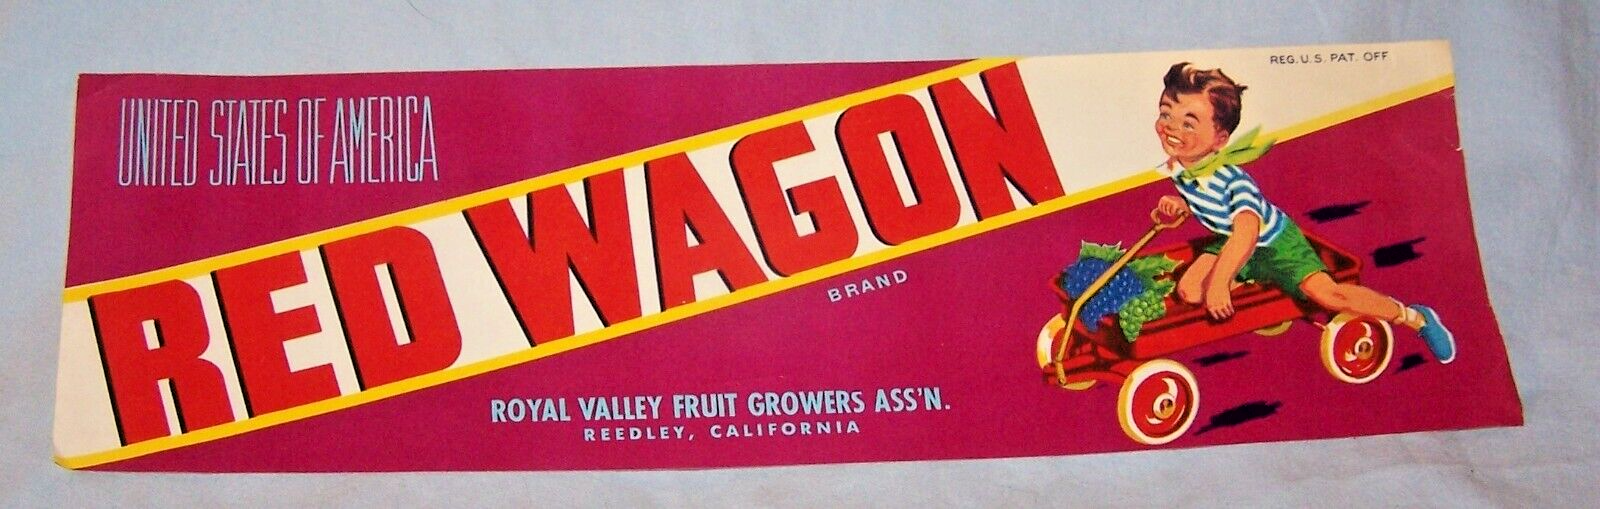 UNITED STATES OF AMERICA
REG. U.S. PAT. OFF
RED WAGON
BRAND
ROYAL VALLEY FRUIT GROWERS ASS'N.
REEDLEY, CALIFORNIA